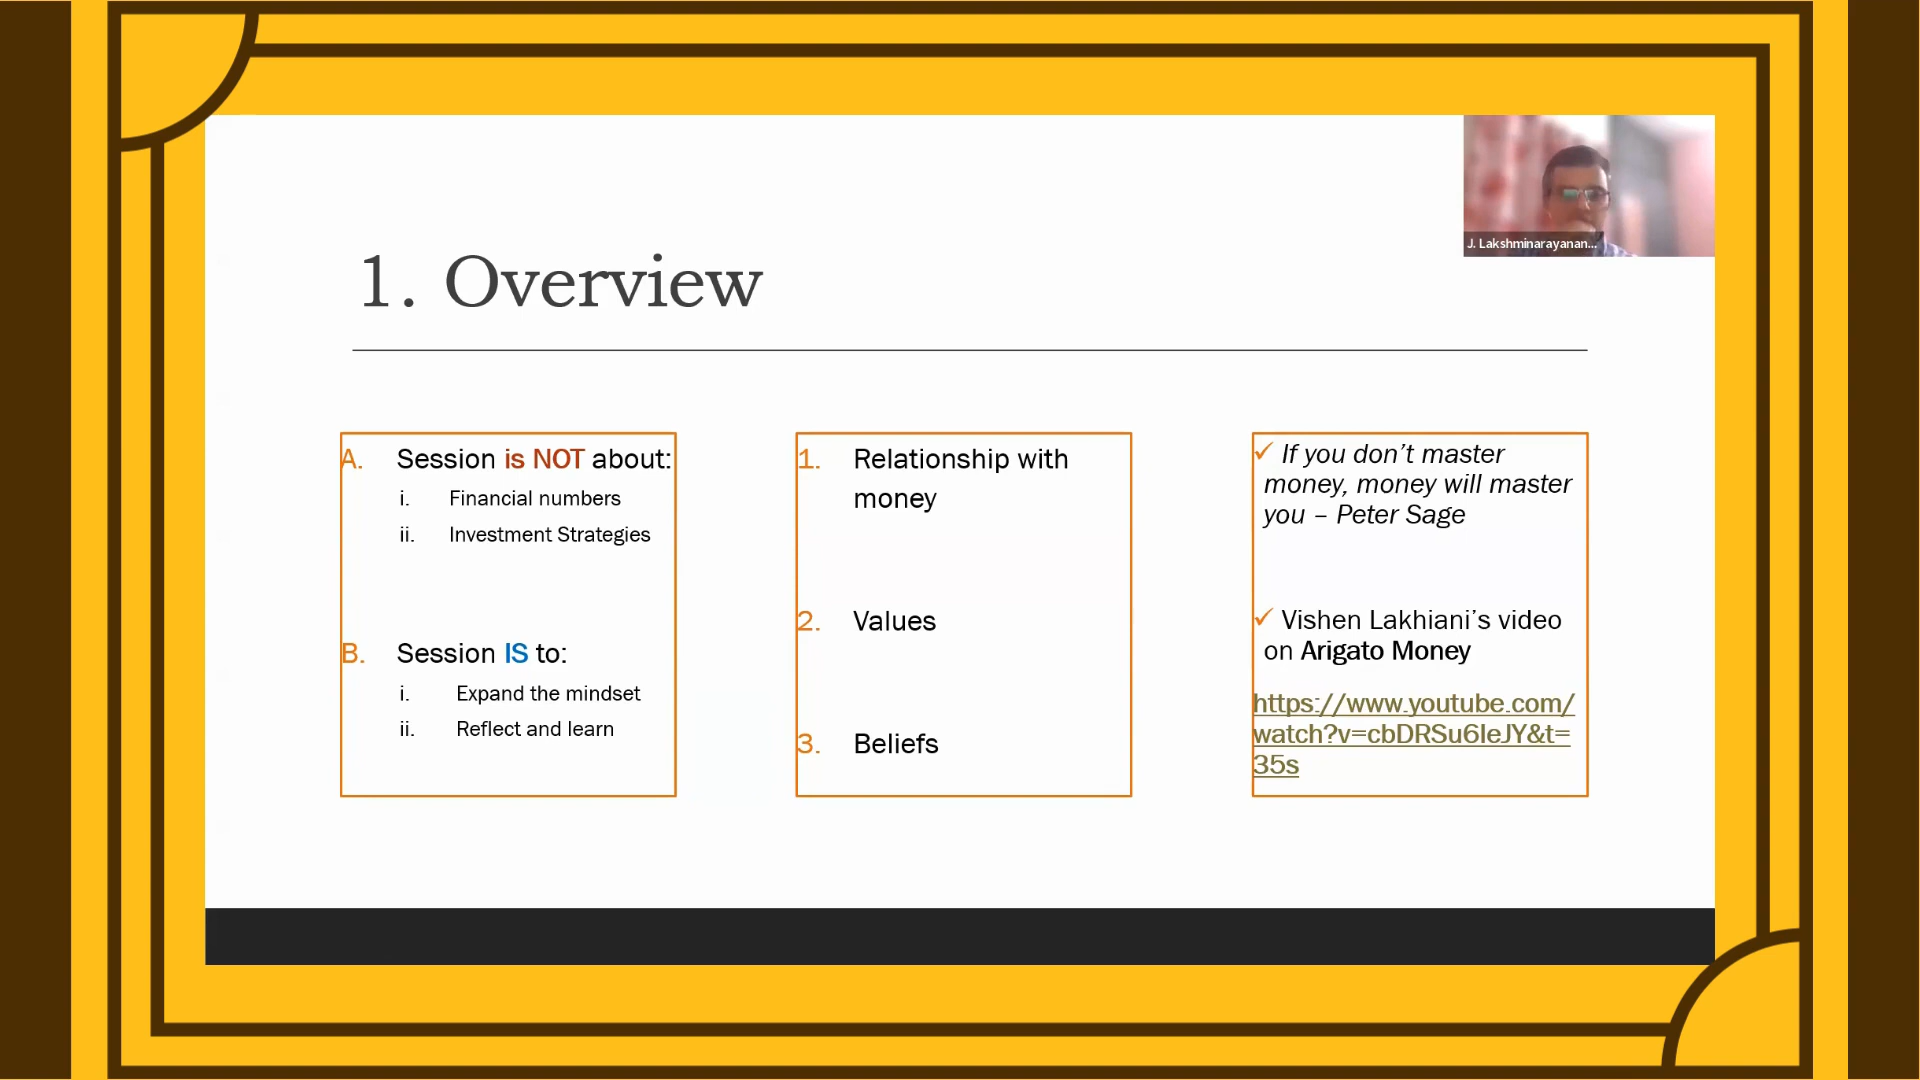 J. Lakshminarayanan...
1. Overview
A. Session is NOT about:
i. Financial numbers
ii. Investment Strategies
B. Session IS to:
i. Expand the mindset
ii. Reflect and learn
1. Relationship with
money
2. Values
3. Beliefs
✓ If you don’t master
money, money will master
you – Peter Sage
✓ Vishen Lakhiani’s video
on Arigato Money
https://www.youtube.com/
watch?v=cbDRSu6IeJY&t=
35s